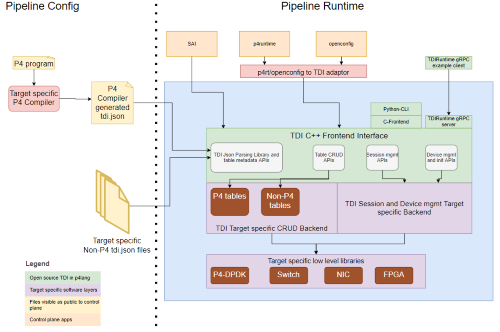 Pipeline Config
Pipeline Runtime
SAI
p4runtime
openconfig
P4 program
p4rt/openconfig to TDI adaptor
TDIRuntime gRPC
example client
Target specific
P4 Compiler
P4
Compiler
generated
tdi.json
Python-CLI
C-Frontend
TDIRuntime gRPC
server
TDI C++ Frontend Interface
TDI Json Parsing Library and
table metadata APIs
Table CRUD
APIs
Session mgmt
APIs
Device mgmt
and init APIs
P4 tables
Non-P4
tables
TDI Target specific CRUD Backend
TDI Session and Device mgmt Target
specific Backend
Target specific
Non-P4 tdi.json files
Target specific low level libraries
P4-DPDK
Switch
NIC
FPGA
Legend
Open source TDI in p4lang
Target specific software layers
Files visible as public to control
plane
Control plane apps